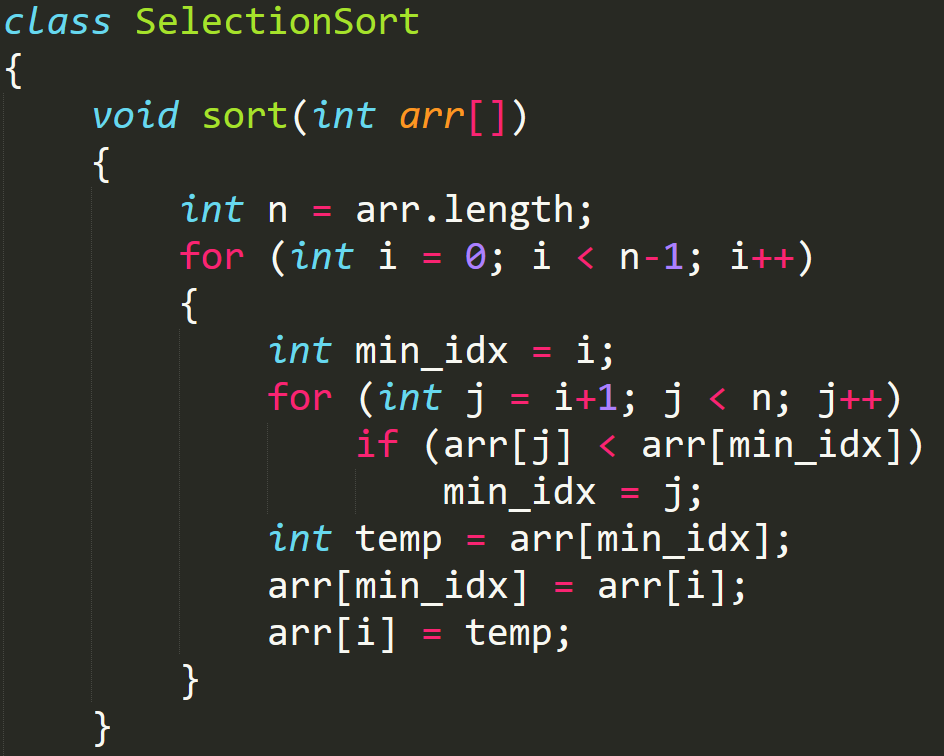 class SelectionSort
{
    void sort(int arr[])
    {
        int n = arr.length;
        for (int i = 0; i < n-1; i++)
        {
            int min_idx = i;
            for (int j = i+1; j < n; j++)
                if (arr[j] < arr[min_idx])
                    min_idx = j;
            int temp = arr[min_idx];
            arr[min_idx] = arr[i];
            arr[i] = temp;
        }
    }